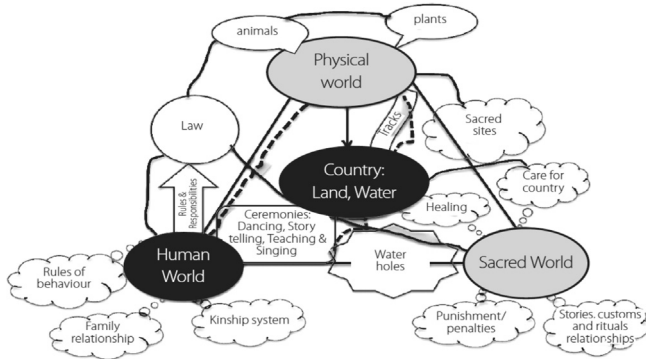 animals
plants
Physical
world
Law
Tracks
Sacred
sites
Country:
Land, Water
Care for
country
Rules &
Responsibilities
Ceremonies:
Dancing, Story
telling, Teaching &
Singing
Healing
Human
World
Water
holes
Sacred World
Rules of
behaviour
Family
relationship
Kinship system
Punishment/
penalties
Stories. customs
and rituals
relationships